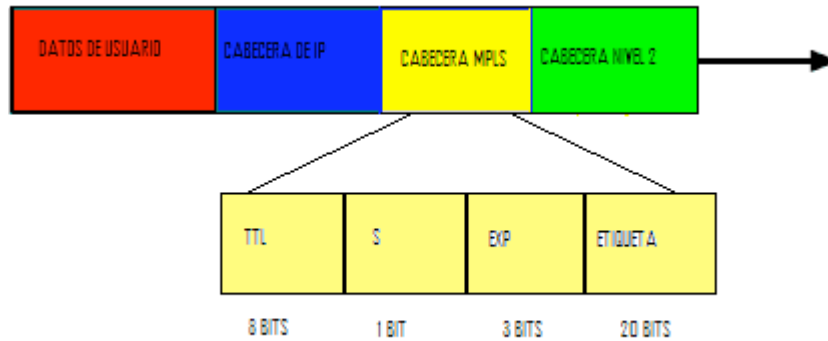 DATOS DE USUARIO
CABECERA DE IP
CABECERA MPLS
CABECERA NIVEL 2
TTL
S
EXP
ETIQUETA
8 BITS
1 BIT
3 BITS
20 BITS